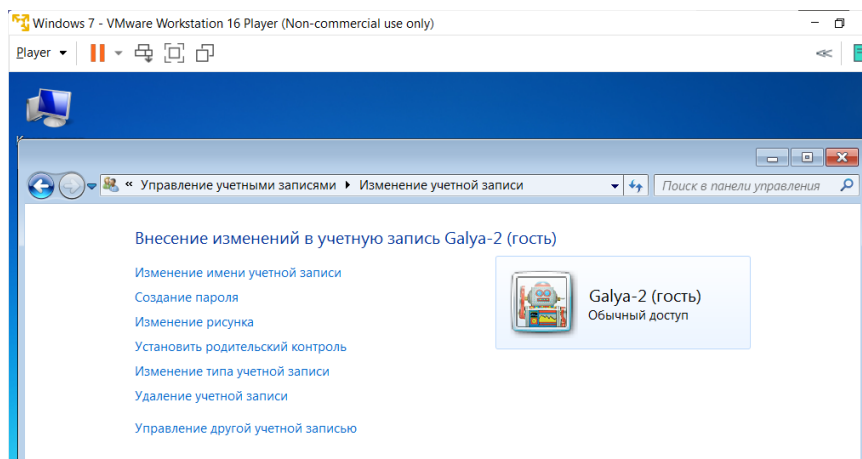 Windows 7 - VMware Workstation 16 Player (Non-commercial use only)
Player
« Управление учетными записями Изменение учетной записи Поиск в панели управления
Внесение изменений в учетную запись Galya-2 (гость)
Изменение имени учетной записи
Создание пароля
Изменение рисунка
Установить родительский контроль
Изменение типа учетной записи
Удаление учетной записи
Управление другой учетной записью
Galya-2 (гость)
Обычный доступ